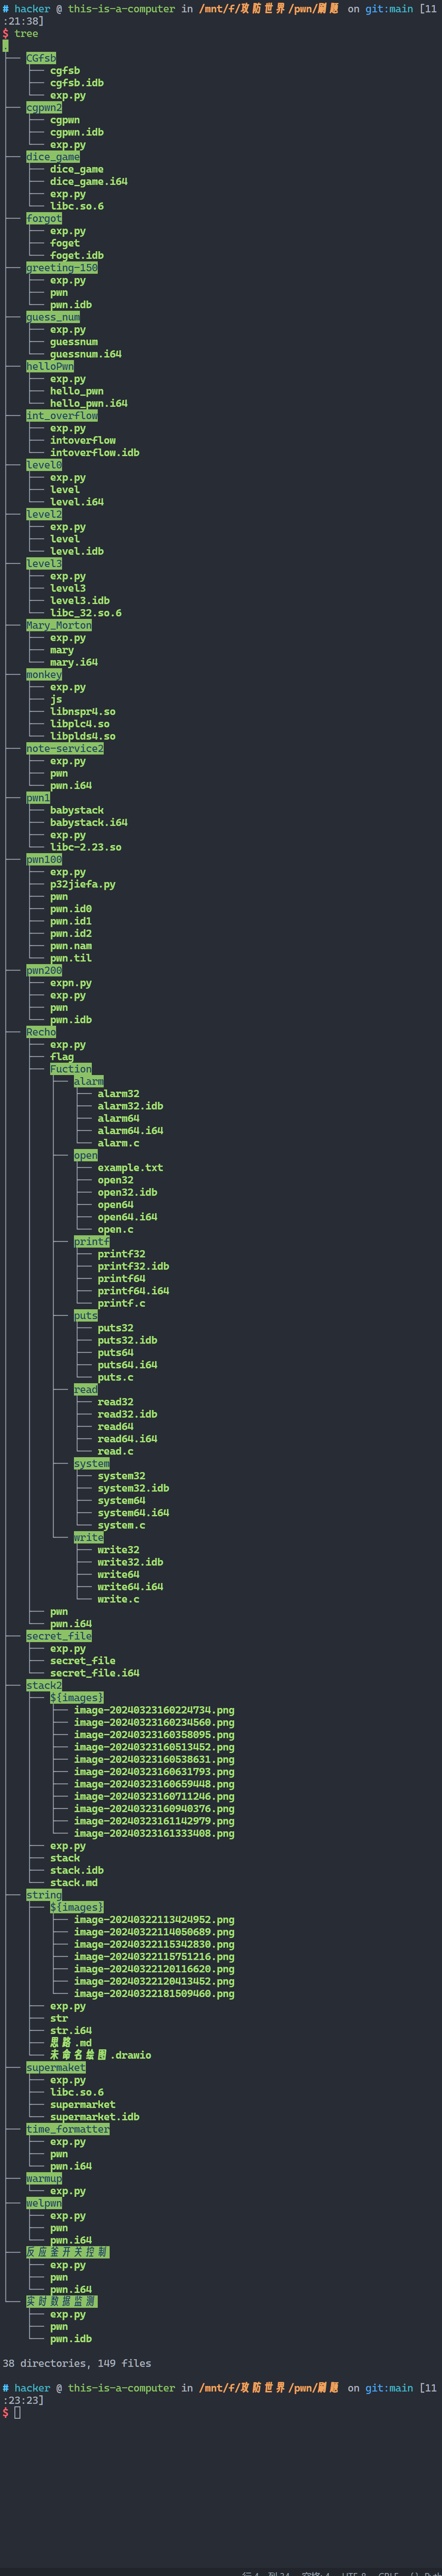 # hacker @ this-is-a-computer in /mnt/f/攻防世界/pwn/刷题 on git:main [11
:21:38]
$ tree
.
├── CGfsb
│   ├── cgfsb
│   ├── cgfsb.idb
│   └── exp.py
├── cgpwn2
│   ├── cgpwn
│   ├── cgpwn.idb
│   └── exp.py
├── dice_game
│   ├── dice_game
│   ├── dice_game.i64
│   ├── exp.py
│   └── libc.so.6
├── forgot
│   ├── exp.py
│   ├── foget
│   └── foget.idb
├── greeting-150
│   ├── exp.py
│   ├── pwn
│   └── pwn.idb
├── guess_num
│   ├── exp.py
│   ├── guessnum
│   └── guessnum.i64
├── helloPwn
│   ├── exp.py
│   ├── hello_pwn
│   └── hello_pwn.i64
├── int_overflow
│   ├── exp.py
│   ├── intoverflow
│   └── intoverflow.idb
├── level0
│   ├── exp.py
│   ├── level
│   └── level.i64
├── level2
│   ├── exp.py
│   ├── level
│   └── level.idb
├── level3
│   ├── exp.py
│   ├── level3
│   ├── level3.idb
│   └── libc_32.so.6
├── Mary_Morton
│   ├── exp.py
│   ├── mary
│   └── mary.i64
├── monkey
│   ├── exp.py
│   ├── js
│   ├── libnspr4.so
│   ├── libplc4.so
│   └── libplds4.so
├── note-service2
│   ├── exp.py
│   ├── pwn
│   └── pwn.i64
├── pwn1
│   ├── babystack
│   ├── babystack.i64
│   ├── exp.py
│   └── libc-2.23.so
├── pwn100
│   ├── exp.py
│   ├── p32jiefa.py
│   ├── pwn
│   ├── pwn.id0
│   ├── pwn.id1
│   ├── pwn.id2
│   ├── pwn.nam
│   └── pwn.til
├── pwn200
│   ├── expn.py
│   ├── exp.py
│   ├── pwn
│   └── pwn.idb
├── Recho
│   ├── exp.py
│   ├── flag
│   ├── Fuction
│   │   ├── alarm
│   │   │   ├── alarm32
│   │   │   ├── alarm32.idb
│   │   │   ├── alarm64
│   │   │   ├── alarm64.i64
│   │   │   └── alarm.c
│   │   ├── open
│   │   │   ├── example.txt
│   │   │   ├── open32
│   │   │   ├── open32.idb
│   │   │   ├── open64
│   │   │   ├── open64.i64
│   │   │   └── open.c
│   │   ├── printf
│   │   │   ├── printf32
│   │   │   ├── printf32.idb
│   │   │   ├── printf64
│   │   │   ├── printf64.i64
│   │   │   └── printf.c
│   │   ├── puts
│   │   │   ├── puts32
│   │   │   ├── puts32.idb
│   │   │   ├── puts64
│   │   │   ├── puts64.i64
│   │   │   └── puts.c
│   │   ├── read
│   │   │   ├── read32
│   │   │   ├── read32.idb
│   │   │   ├── read64
│   │   │   ├── read64.i64
│   │   │   └── read.c
│   │   ├── system
│   │   │   ├── system32
│   │   │   ├── system32.idb
│   │   │   ├── system64
│   │   │   ├── system64.i64
│   │   │   └── system.c
│   │   └── write
│   │       ├── write32
│   │       ├── write32.idb
│   │       ├── write64
│   │       ├── write64.i64
│   │       └── write.c
│   ├── pwn
│   └── pwn.i64
├── secret_file
│   ├── exp.py
│   ├── secret_file
│   └── secret_file.i64
├── stack2
│   ├── ${images}
│   │   ├── image-20240323160224734.png
│   │   ├── image-20240323160234560.png
│   │   ├── image-20240323160358095.png
│   │   ├── image-20240323160513452.png
│   │   ├── image-20240323160538631.png
│   │   ├── image-20240323160631793.png
│   │   ├── image-20240323160659448.png
│   │   ├── image-20240323160711246.png
│   │   ├── image-20240323160940376.png
│   │   ├── image-20240323161142979.png
│   │   └── image-20240323161333408.png
│   ├── exp.py
│   ├── stack
│   ├── stack.idb
│   └── stack.md
├── string
│   ├── ${images}
│   │   ├── image-20240322113424952.png
│   │   ├── image-20240322114050689.png
│   │   ├── image-20240322115342830.png
│   │   ├── image-20240322115751216.png
│   │   ├── image-20240322120116620.png
│   │   ├── image-20240322120413452.png
│   │   └── image-20240322181509460.png
│   ├── exp.py
│   ├── str
│   ├── str.i64
│   ├── 思路.md
│   └── 未命名绘图.drawio
├── supermaket
│   ├── exp.py
│   ├── libc.so.6
│   ├── supermarket
│   └── supermarket.idb
├── time_formatter
│   ├── exp.py
│   ├── pwn
│   └── pwn.i64
├── warmup
│   └── exp.py
├── welpwn
│   ├── exp.py
│   ├── pwn
│   └── pwn.i64
├── 反应釜开关控制
│   ├── exp.py
│   ├── pwn
│   └── pwn.i64
└── 实时数据监测
    ├── exp.py
    ├── pwn
    └── pwn.idb

38 directories, 149 files

# hacker @ this-is-a-computer in /mnt/f/攻防世界/pwn/刷题 on git:main [11
:23:23]
$